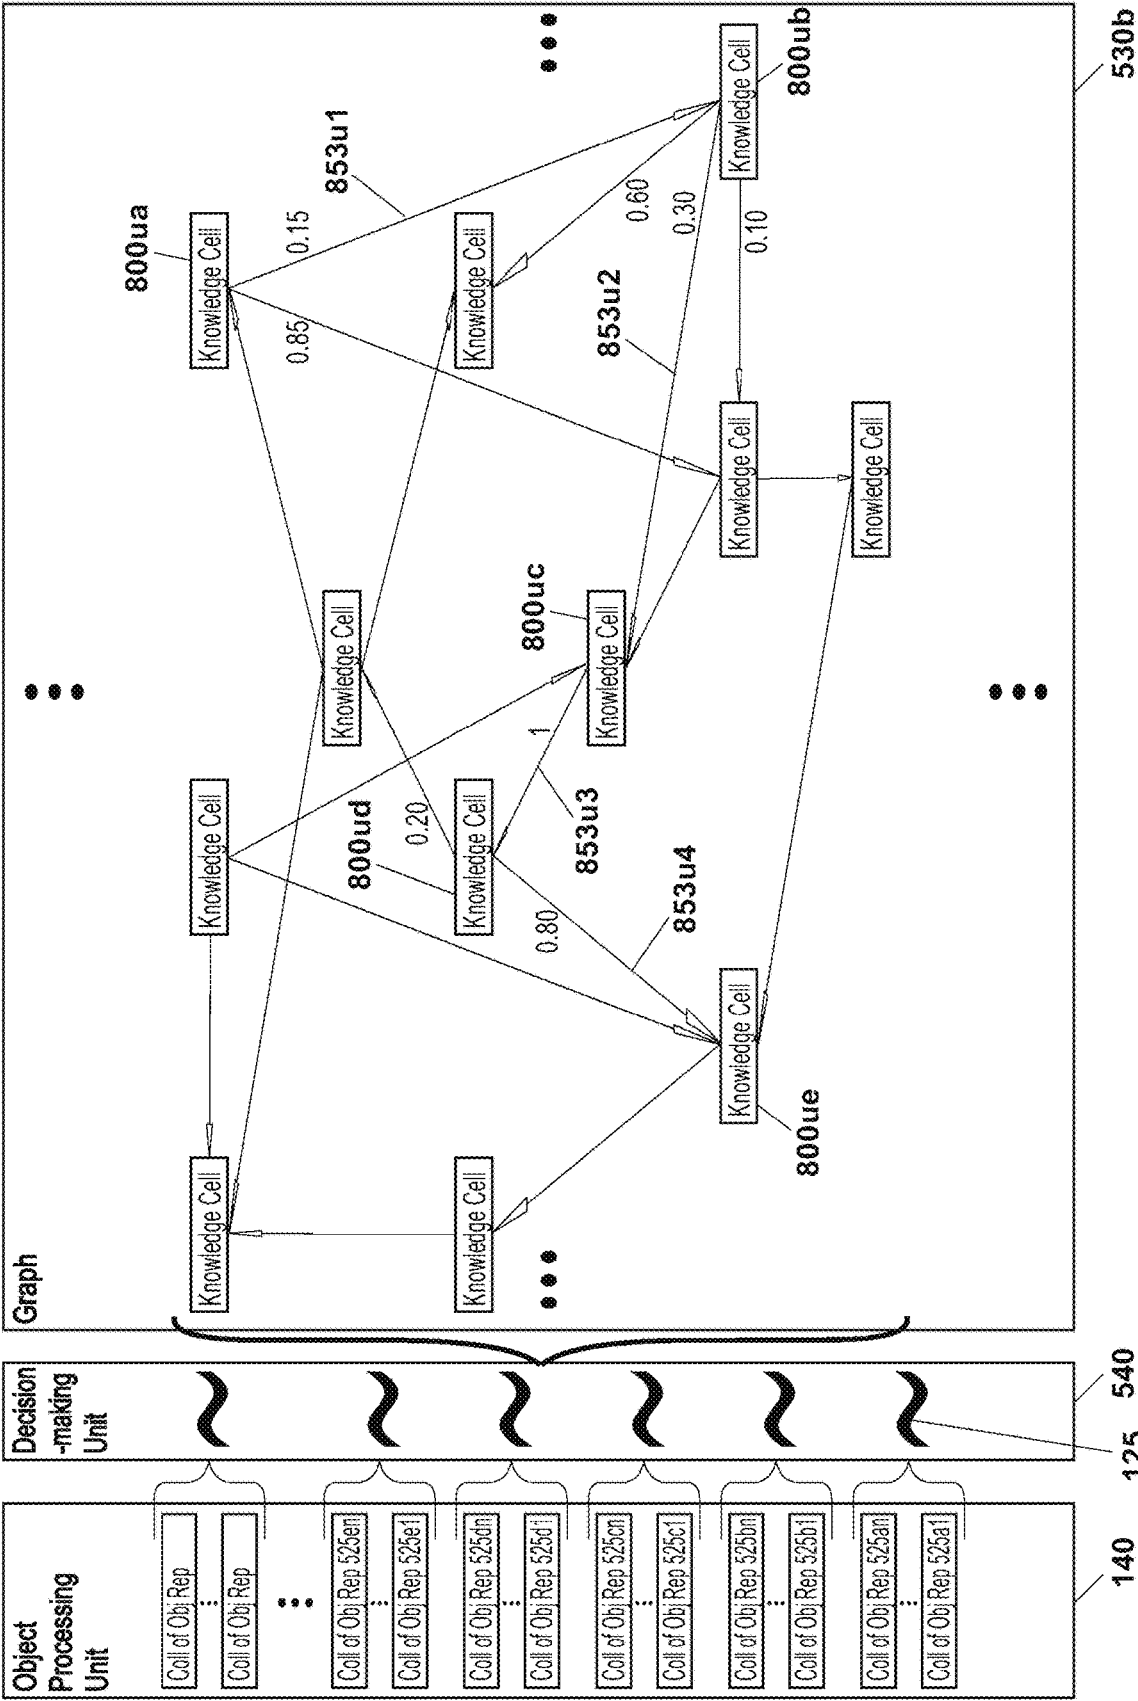 Object
Processing
Unit
Coll of Obj Rep
...
Coll of Obj Rep
...
Coll of Obj Rep 525en
...
Coll of Obj Rep 525e1
Coll of Obj Rep 525dn
...
Coll of Obj Rep 525d1
Coll of Obj Rep 525cn
...
Coll of Obj Rep 525c1
Coll of Obj Rep 525bn
...
Coll of Obj Rep 525b1
Coll of Obj Rep 525an
...
Coll of Obj Rep 525a1
140
Decision
-making
Unit
125
540
Graph
Knowledge Cell
Knowledge Cell
Knowledge Cell
800ue
Knowledge Cell
800ud
Knowledge Cell
0.20
0.80
853u4
853u3
1
Knowledge Cell
800uc
Knowledge Cell
Knowledge Cell
Knowledge Cell
800ua
Knowledge Cell
0.85
0.15
853u1
Knowledge Cell
853u2
0.60
0.30
0.10
Knowledge Cell
800ub
530b